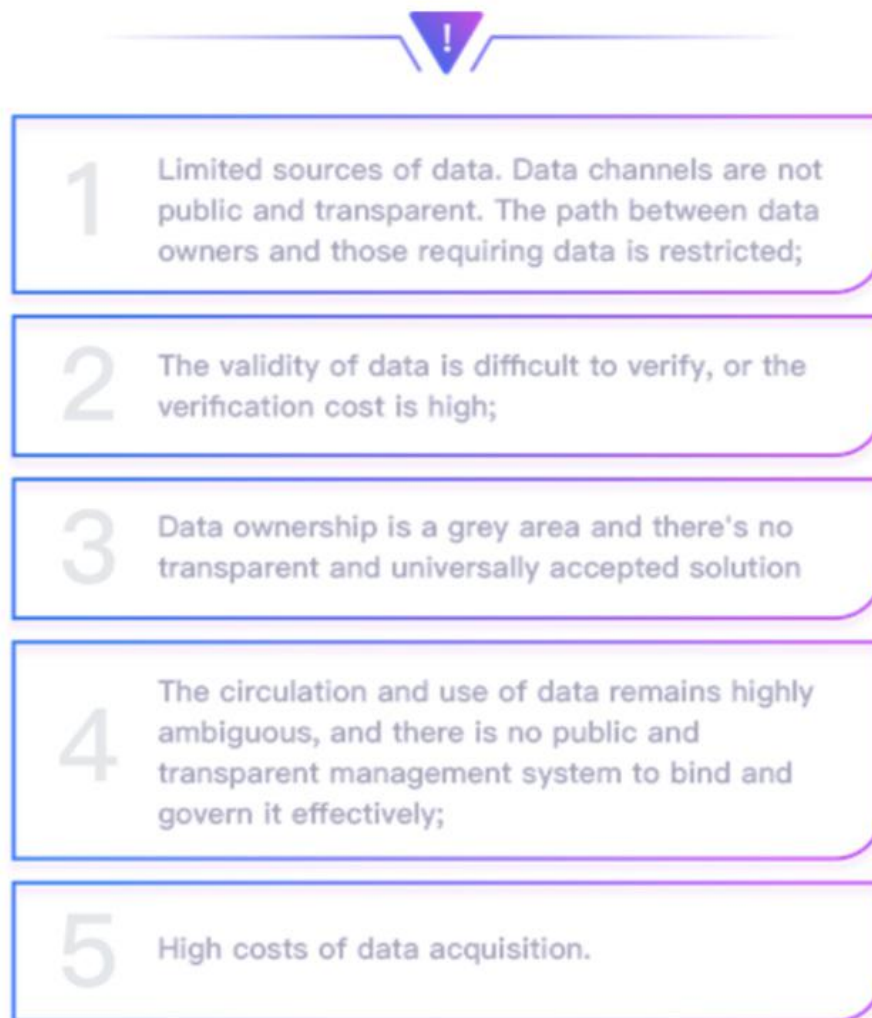 !
1
Limited sources of data. Data channels are not
public and transparent. The path between data
owners and those requiring data is restricted;
2
The validity of data is difficult to verify, or the
verification cost is high;
3
Data ownership is a grey area and there's no
transparent and universally accepted solution
4
The circulation and use of data remains highly
ambiguous, and there is no public and
transparent management system to bind and
govern it effectively;
5
High costs of data acquisition.